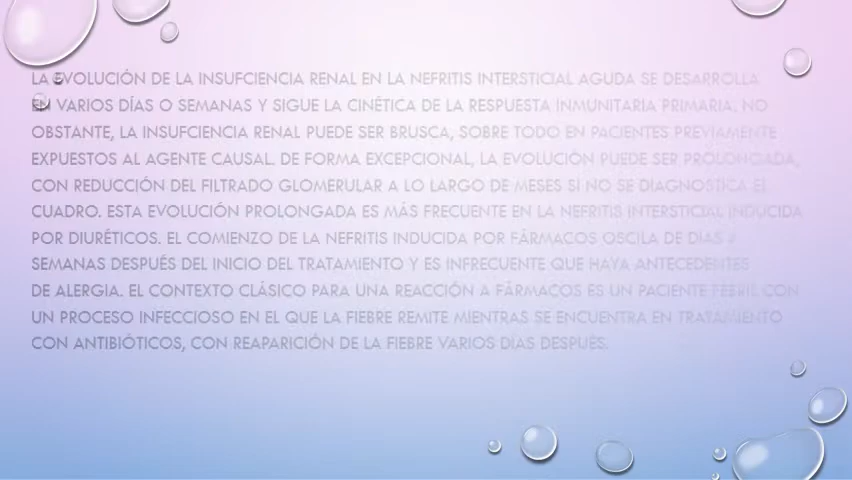 LA EVOLUCIÓN DE LA INSUFCIENCIA RENAL EN LA NEFRITIS INTERSTICIAL AGUDA SE DESARROLLA
EN VARIOS DÍAS O SEMANAS Y SIGUE LA CINÉTICA DE LA RESPUESTA INMUNITARIA PRIMARIA. NO
OBSTANTE, LA INSUFCIENCIA RENAL PUEDE SER BRUSCA, SOBRE TODO EN PACIENTES PREVIAMENTE
EXPUESTOS AL AGENTE CAUSAL. DE FORMA EXCEPCIONAL, LA EVOLUCIÓN PUEDE SER PROLONGADA,
CON REDUCCIÓN DEL FILTRADO GLOMERULAR A LO LARGO DE MESES SI NO SE DIAGNOSTICA EL
CUADRO. ESTA EVOLUCIÓN PROLONGADA ES MÁS FRECUENTE EN LA NEFRITIS INTERSTICIAL INDUCIDA
POR DIURÉTICOS. EL COMIENZO DE LA NEFRITIS INDUCIDA POR FÁRMACOS OSCILA DE DÍAS
SEMANAS DESPUÉS DEL INICIO DEL TRATAMIENTO Y ES INFRECUENTE QUE HAYA ANTECEDENTES
DE ALERGIA. EL CONTEXTO CLÁSICO PARA UNA REACCIÓN A FÁRMACOS ES UN PACIENTE FEBRIL CON
UN PROCESO INFECCIOSO EN EL QUE LA FIEBRE REMITE MIENTRAS SE ENCUENTRA EN TRATAMIENTO
CON ANTIBIÓTICOS, CON REAPARICIÓN DE LA FIEBRE VARIOS DÍAS DESPUÉS.